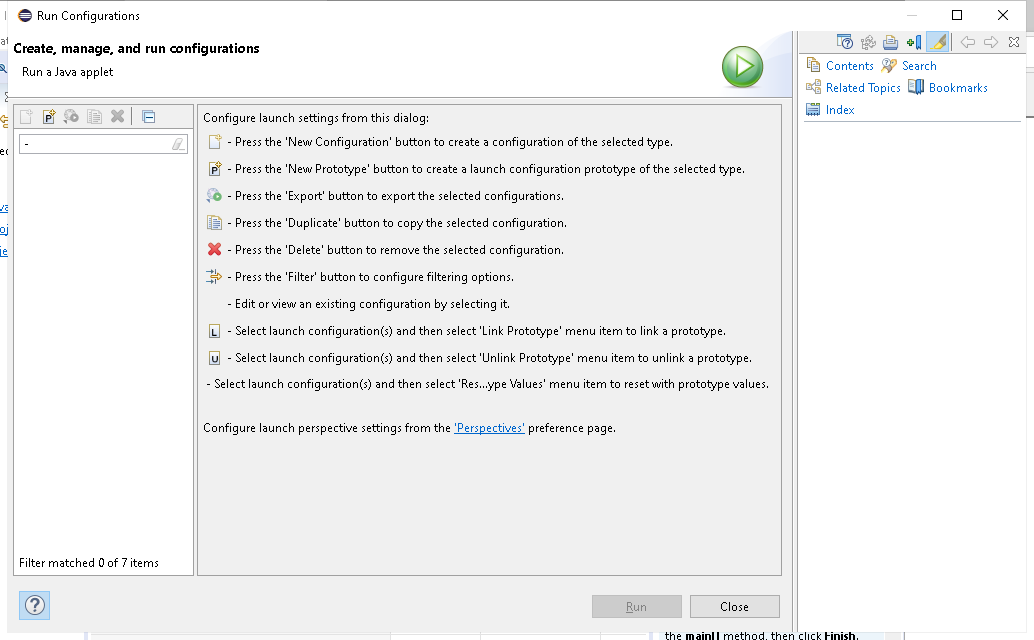 Run Configurations
Create, manage, and run configurations
Run a Java applet
-
Filter matched 0 of 7 items
Configure launch settings from this dialog:
- Press the 'New Configuration' button to create a configuration of the selected type.
P - Press the 'New Prototype' button to create a launch configuration prototype of the selected type.
- Press the 'Export' button to export the selected configurations.
- Press the 'Duplicate' button to copy the selected configuration.
- Press the 'Delete' button to remove the selected configuration.
- Press the 'Filter' button to configure filtering options.
- Edit or view an existing configuration by selecting it.
L - Select launch configuration(s) and then select 'Link Prototype' menu item to link a prototype.
U - Select launch configuration(s) and then select 'Unlink Prototype' menu item to unlink a prototype.
- Select launch configuration(s) and then select 'Res...ype Values' menu item to reset with prototype values.
Configure launch perspective settings from the 'Perspectives' preference page.
Run Close
Contents Search
Related Topics Bookmarks
Index
the main() method, then click Finish.